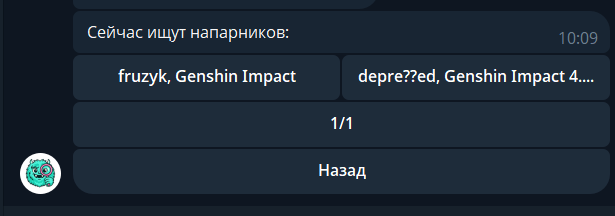 Сейчас ищут напарников:
10:09
fruzyk, Genshin Impact
depre??ed, Genshin Impact 4....
1/1
Назад